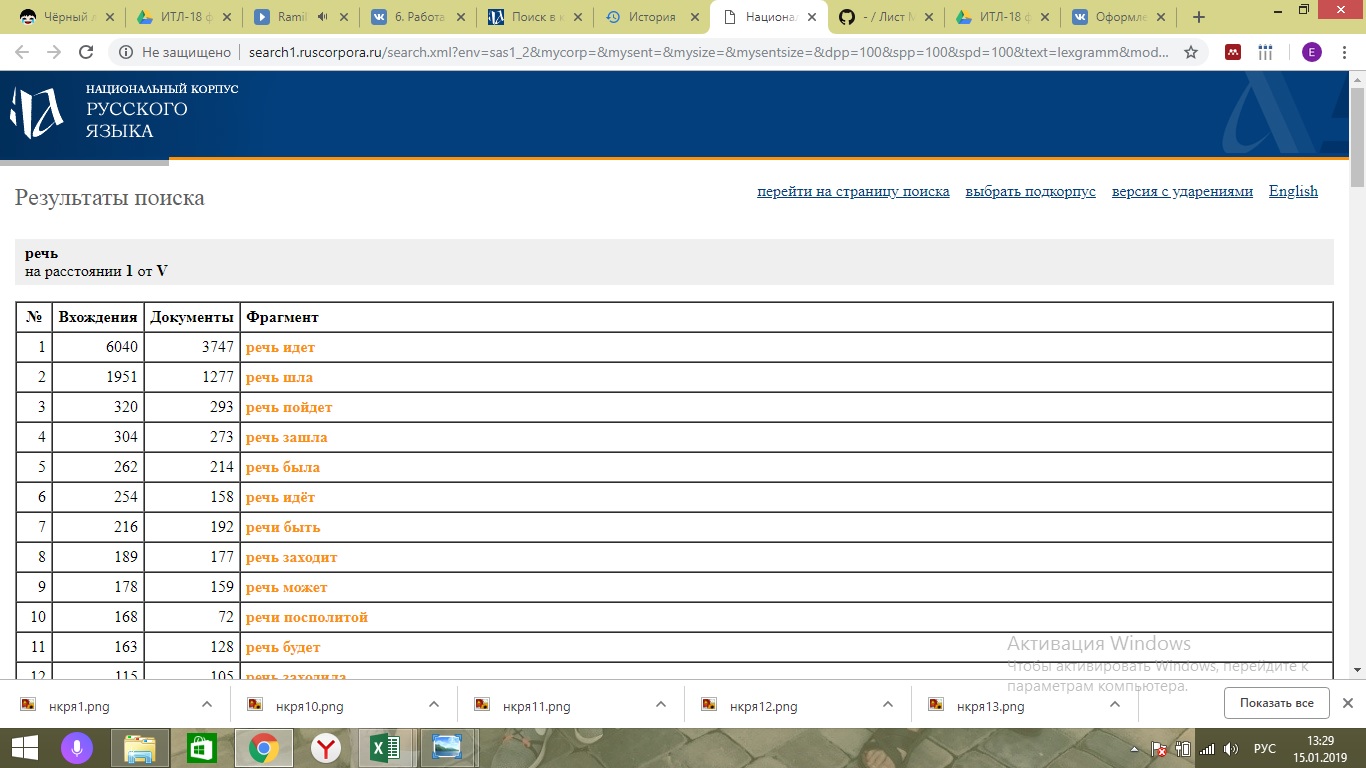 Чёрный
ИТЛ-18 ф
Ramil
6. Работа
Поиск в к
История
Национа
- / Лист М
ИТЛ-18 ф
Оформле
Не защищено search1.ruscorpora.ru/search.xml?env=sas1_2&mycorp=&mysent=&mysize=&mysentsize=&dpp=100&spp=100&spd=100&text=lexgramm&mod...
E
НАЦИОНАЛЬНЫЙ КОРПУС
РУССКОГО
ЯЗЫКА
Результаты поиска
перейти на страницу поиска выбрать подкорпус версия с ударениями English
речь
на расстоянии 1 от V
№ Вхождения Документы Фрагмент
1 6040 3747 речь идет
2 1951 1277 речь шла
3 320 293 речь пойдет
4 304 273 речь зашла
5 262 214 речь была
6 254 158 речь идёт
7 216 192 речи быть
8 189 177 речь заходит
9 178 159 речь может
10 168 72 речи посполитой
11 163 128 речь будет
12 115 105 речь заходила
Активация Windows
Чтобы активировать Windows, перейдите к
параметрам компьютера.
нкря1.png
нкря10.png
нкря11.png
нкря12.png
нкря13.png
Показать все
РУС
13:29
15.01.2019